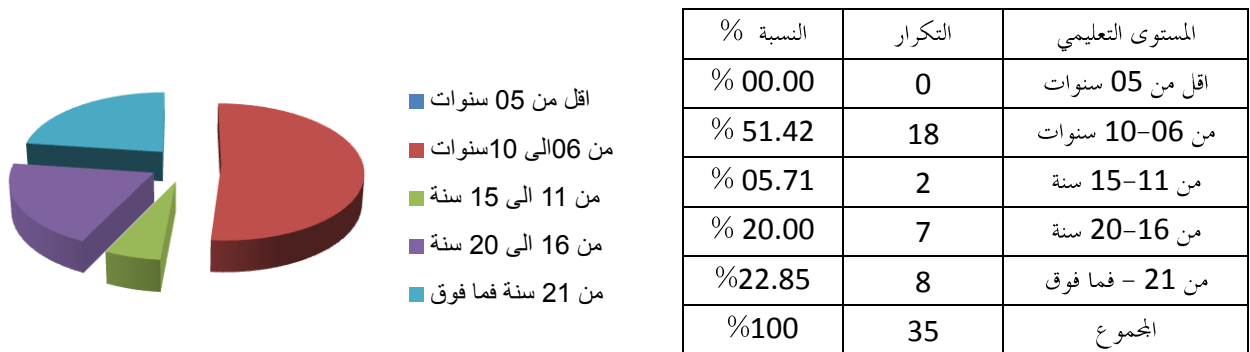 المستوى التعليمي التكرار النسبة %
اقل من 05 سنوات 0 00.00 %
من 06–10 سنوات 18 51.42 %
من 11–15 سنة 2 05.71 %
من 16–20 سنة 7 20.00 %
من 21 – فما فوق 8 22.85%
المجموع 35 100%
اقل من 05 سنوات
من 06الى 10سنوات
من 11 الى 15 سنة
من 16 الى 20 سنة
من 21 سنة فما فوق